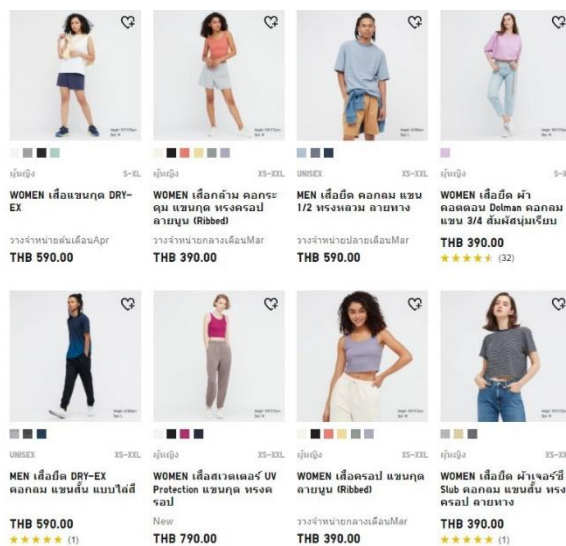 ผู้หญิง S-XL
WOMEN เสื้อแขนกุด DRY-
EX
วางจำหน่ายต้นเดือนApr
THB 590.00
ผู้หญิง XS-XXL
WOMEN เสื้อกล้าม คอกระ
ดุม แขนกุด ทรงครอป
ลายนูน (Ribbed)
วางจำหน่ายกลางเดือนMar
THB 390.00
UNISEX XS-XXL
MEN เสื้อยืด คอกลม แขน
1/2 ทรงหลวม ลายทาง
วางจำหน่ายปลายเดือนMar
THB 590.00
ผู้หญิง
WOMEN เสื้อยืด ผ้า
คอตตอน Dolman คอกลม
แขน 3/4 สัมผัสนุ่มเรียบ
THB 390.00
(32)
UNISEX XS-XXL
MEN เสื้อยืด DRY-EX
คอกลม แขนสั้น แบบไล่สี
THB 590.00
(1)
ผู้หญิง XS-XXL
WOMEN เสื้อสเวตเตอร์ UV
Protection แขนกุด ทรงค
รอป
New
THB 790.00
ผู้หญิง XS-XXL
WOMEN เสื้อครอป แขนกุด
ลายนูน (Ribbed)
วางจำหน่ายกลางเดือนMar
THB 390.00
ผู้หญิง XS-XXL
WOMEN เสื้อยืด ผ้าเจอร์ซีย์
Slub คอกลม แขนสั้น ทรง
ครอป ลายทาง
THB 390.00
(1)